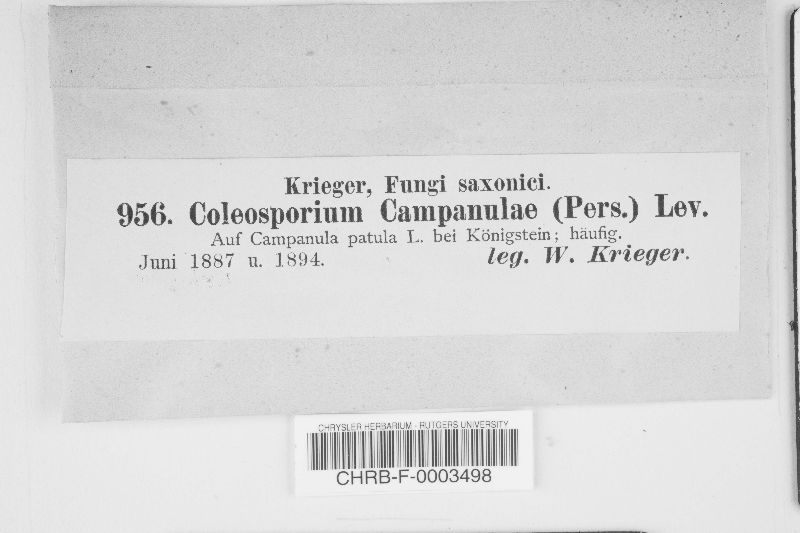 Krieger, Fungi saxonici.
956. Coleosporium Campanulae (Pers.) Lev.
Auf Campanula patula L. bei Königstein; häufig.
Juni 1887 u. 1894. leg. W. Krieger.
CHRYSLER HERBARIUM - RUTGERS UNIVERSITY
CHRB-F-0003498